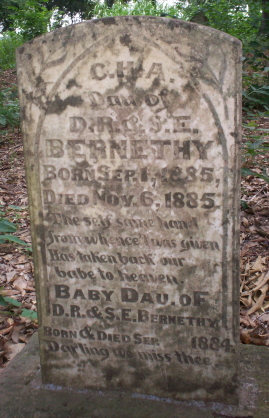 C.H.A.
Dau of
D.R.& S.E.
BERNETHY
BORN SEP. 1, 1885,
DIED NOV. 6, 1885.
The self same hand
from whence I was given
Has taken back our
babe to heaven.
BABY DAU. OF
D.R.& S.E. BERNETHY
BORN & DIED SEP. 1884.
Darling we miss thee